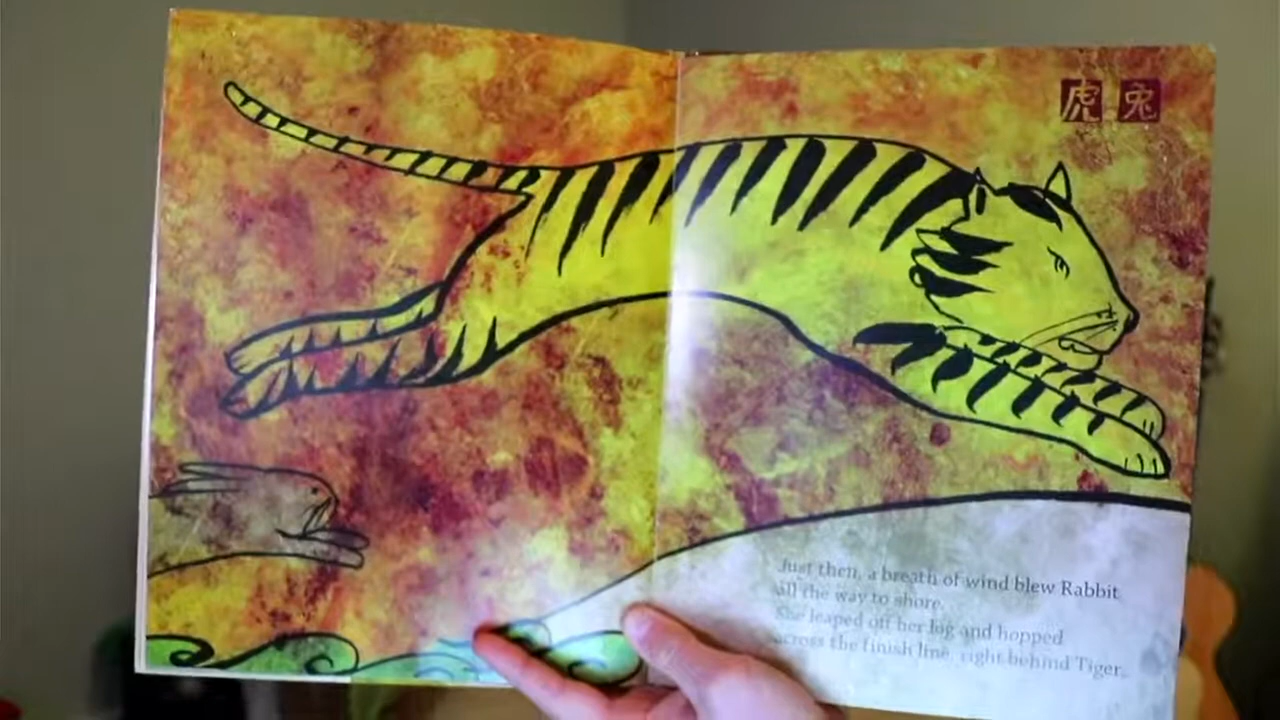 虎 兔
Just then, a breath of wind blew Rabbit
all the way to shore.
She leaped off her log and hopped
across the finish line, right behind Tiger.